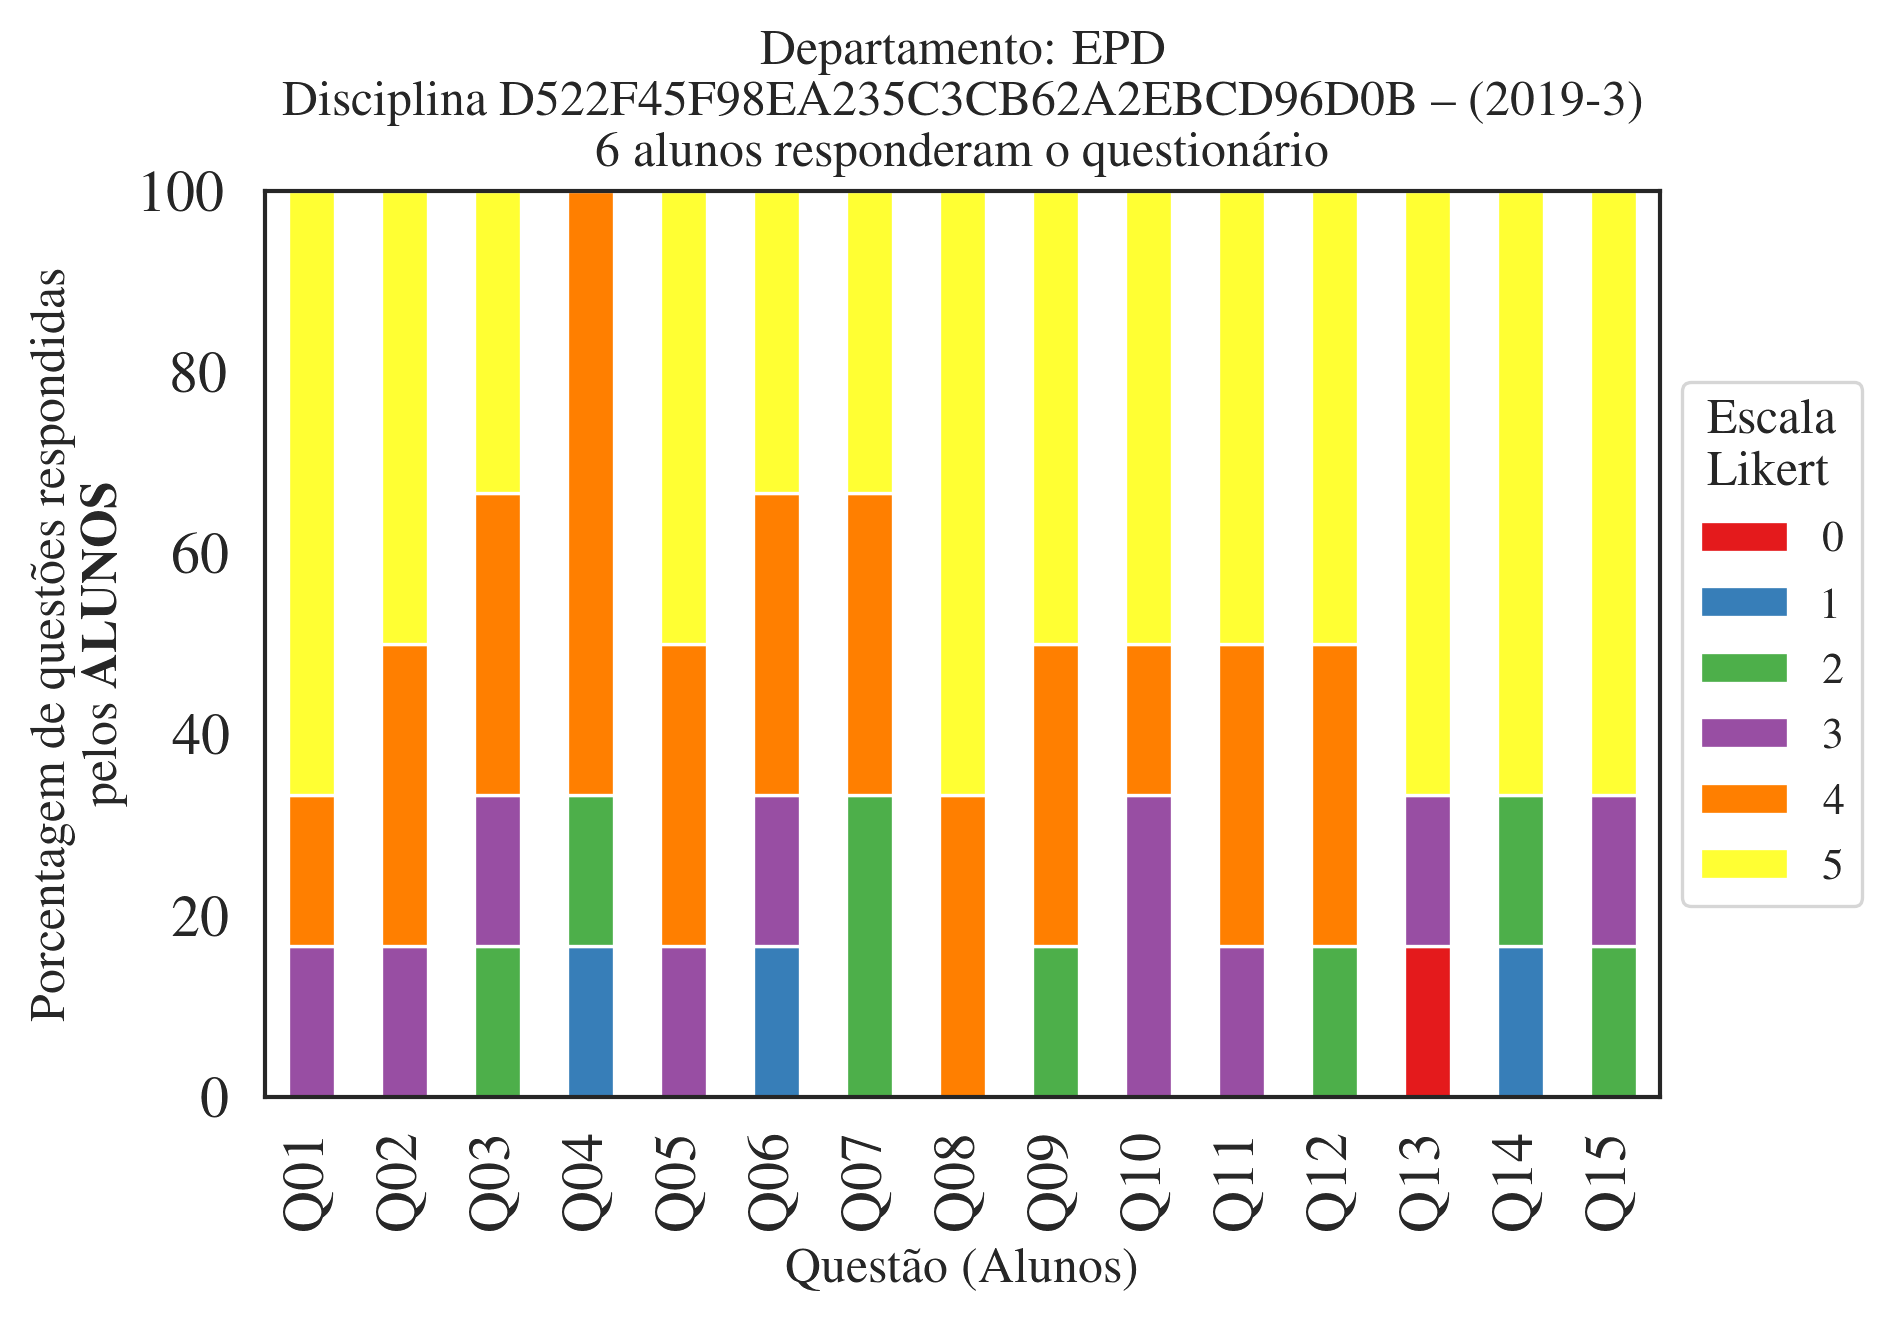 Departamento: EPD
Disciplina D522F45F98EA235C3CB62A2EBCD96D0B – (2019-3)
6 alunos responderam o questionário
Porcentagem de questões respondidas
pelos ALUNOS
100
80
60
40
20
0
Q01
Q02
Q03
Q04
Q05
Q06
Q07
Q08
Q09
Q10
Q11
Q12
Q13
Q14
Q15
Questão (Alunos)
Escala
Likert
0
1
2
3
4
5